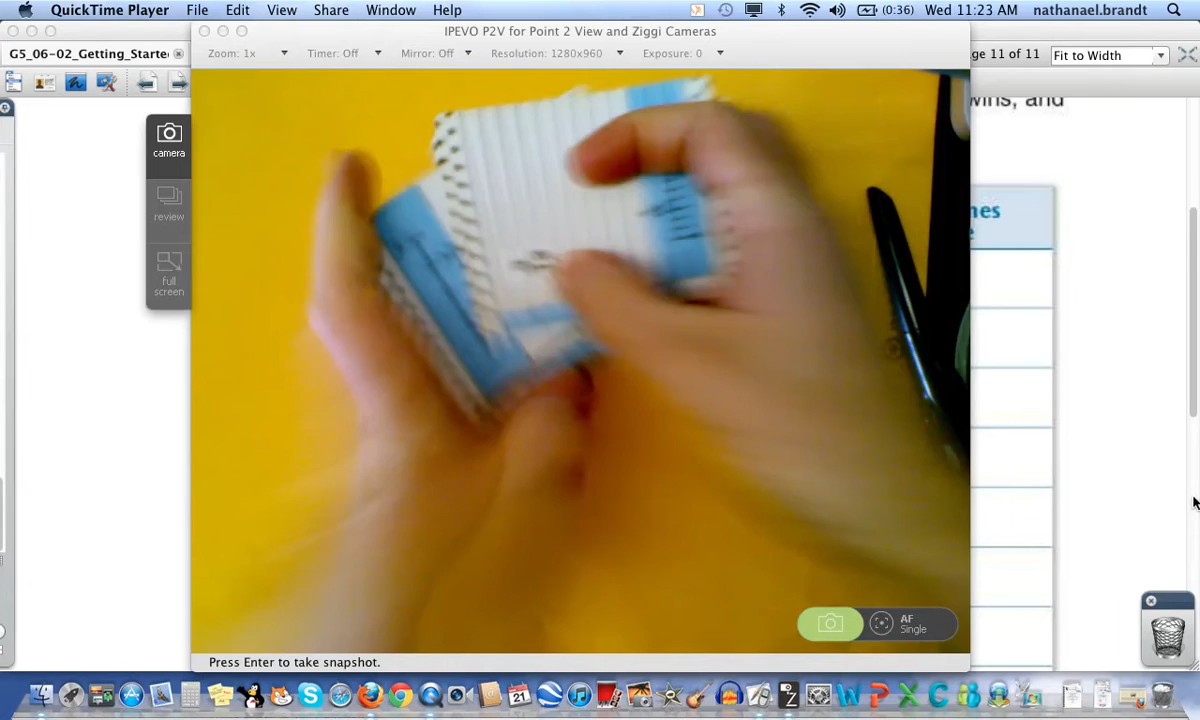 QuickTime Player File Edit View Share Window Help (0:36) Wed 11:23 AM nathanael.brandt
IPEVO P2V for Point 2 View and Ziggi Cameras
G5_06-02_Getting_Starte
Zoom: 1x Timer: Off Mirror: Off Resolution: 1280x960 Exposure: 0
11 of 11 Fit to Width
wins, and
camera
review
full
screen
AF
Single
Press Enter to take snapshot.
21